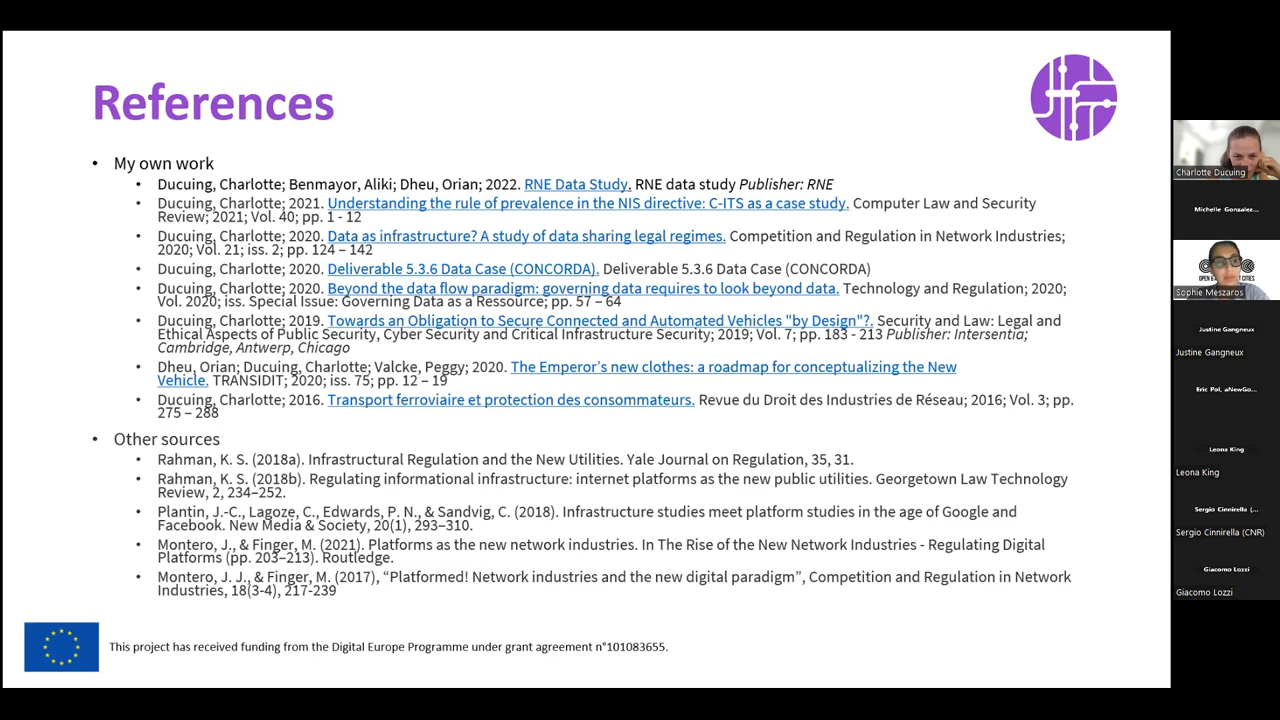 References
• My own work
• Ducuing, Charlotte; Benmayor, Aliki; Dheu, Orian; 2022. RNE Data Study. RNE data study Publisher: RNE
• Ducuing, Charlotte; 2021. Understanding the rule of prevalence in the NIS directive: C-ITS as a case study. Computer Law and Security
Review; 2021; Vol. 40; pp. 1 - 12
• Ducuing, Charlotte; 2020. Data as infrastructure? A study of data sharing legal regimes. Competition and Regulation in Network Industries;
2020; Vol. 21; iss. 2; pp. 124 – 142
• Ducuing, Charlotte; 2020. Deliverable 5.3.6 Data Case (CONCORDA). Deliverable 5.3.6 Data Case (CONCORDA)
• Ducuing, Charlotte; 2020. Beyond the data flow paradigm: governing data requires to look beyond data. Technology and Regulation; 2020;
Vol. 2020; iss. Special Issue: Governing Data as a Ressource; pp. 57 – 64
• Ducuing, Charlotte; 2019. Towards an Obligation to Secure Connected and Automated Vehicles "by Design"?. Security and Law: Legal and
Ethical Aspects of Public Security, Cyber Security and Critical Infrastructure Security; 2019; Vol. 7; pp. 183 - 213 Publisher: Intersentia;
Cambridge, Antwerp, Chicago
• Dheu, Orian; Ducuing, Charlotte; Valcke, Peggy; 2020. The Emperor's new clothes: a roadmap for conceptualizing the New
Vehicle. TRANSIDIT; 2020; iss. 75; pp. 12 – 19
• Ducuing, Charlotte; 2016. Transport ferroviaire et protection des consommateurs. Revue du Droit des Industries de Réseau; 2016; Vol. 3; pp.
275 – 288
• Other sources
• Rahman, K. S. (2018a). Infrastructural Regulation and the New Utilities. Yale Journal on Regulation, 35, 31.
• Rahman, K. S. (2018b). Regulating informational infrastructure: internet platforms as the new public utilities. Georgetown Law Technology
Review, 2, 234–252.
• Plantin, J.-C., Lagoze, C., Edwards, P. N., & Sandvig, C. (2018). Infrastructure studies meet platform studies in the age of Google and
Facebook. New Media & Society, 20(1), 293–310.
• Montero, J., & Finger, M. (2021). Platforms as the new network industries. In The Rise of the New Network Industries - Regulating Digital
Platforms (pp. 203–213). Routledge.
• Montero, J. J., & Finger, M. (2017), “Platformed! Network industries and the new digital paradigm”, Competition and Regulation in Network
Industries, 18(3-4), 217-239
This project has received funding from the Digital Europe Programme under grant agreement n°101083655.
Charlotte Ducuing
Michelle Gonzalez...
OPEN
CITIES
Sophie Meszaros
Justine Gangneux
Justine Gangneux
Eric Pol, aNewGo...
Leona King
Leona King
Sergio Cinnirella (...
Sergio Cinnirella (CNR)
Giacomo Lozzi
Giacomo Lozzi